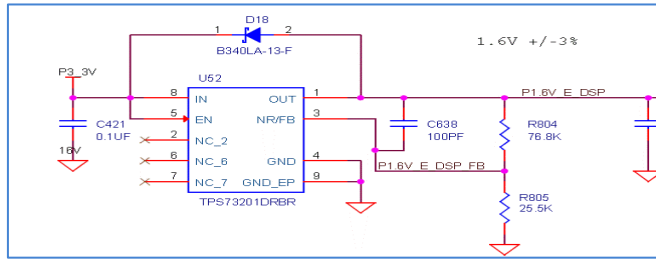 D18
1 2
B340LA-13-F
1.6V +/-3%
P3_3V
U52
8 IN OUT 1 P1.6V_E_DSP
5 EN NR/FB 3
C421
0.1UF
16V
C638
100PF
R804
76.8K
2 NC_2
6 NC_6 GND 4 P1.6V_E_DSP_FB
7 NC_7 GND_EP 9
TPS73201DRBR
R805
25.5K